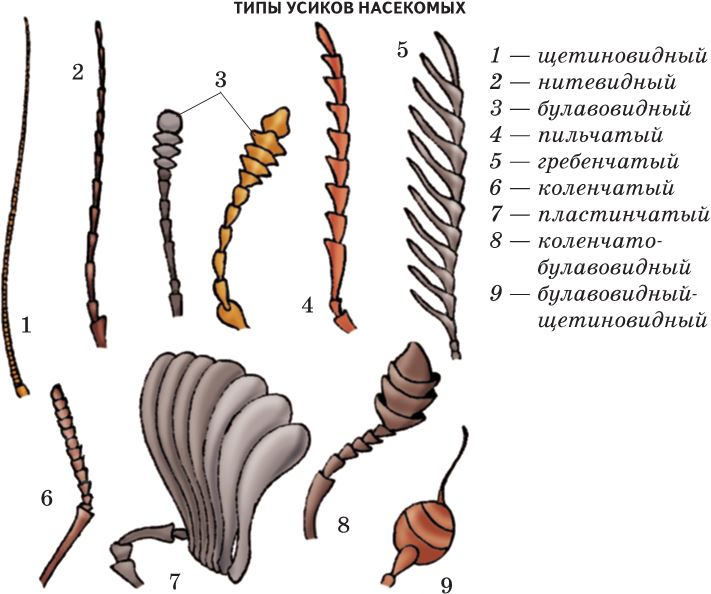 ТИПЫ УСИКОВ НАСЕКОМЫХ
1 — щетиновидный
2 — нитевидный
3 — булавовидный
4 — пильчатый
5 — гребенчатый
6 — коленчатый
7 — пластинчатый
8 — коленчато-
булавовидный
9 — булавовидный-
щетиновидный
1
2
3
4
5
6
7
8
9